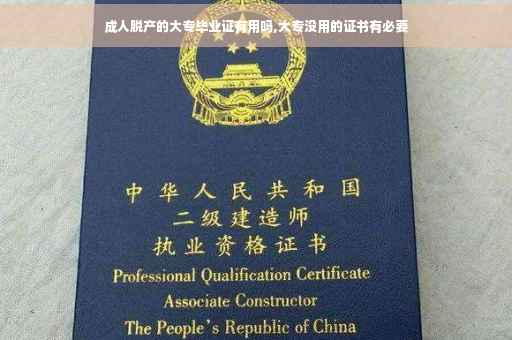 成人脱产的大专毕业证有用吗,大专没用的证书有必要
中华人民共和国
二级建造师
执业资格证书
Professional Qualification Certificate
Associate Constructor
The People's Republic of China